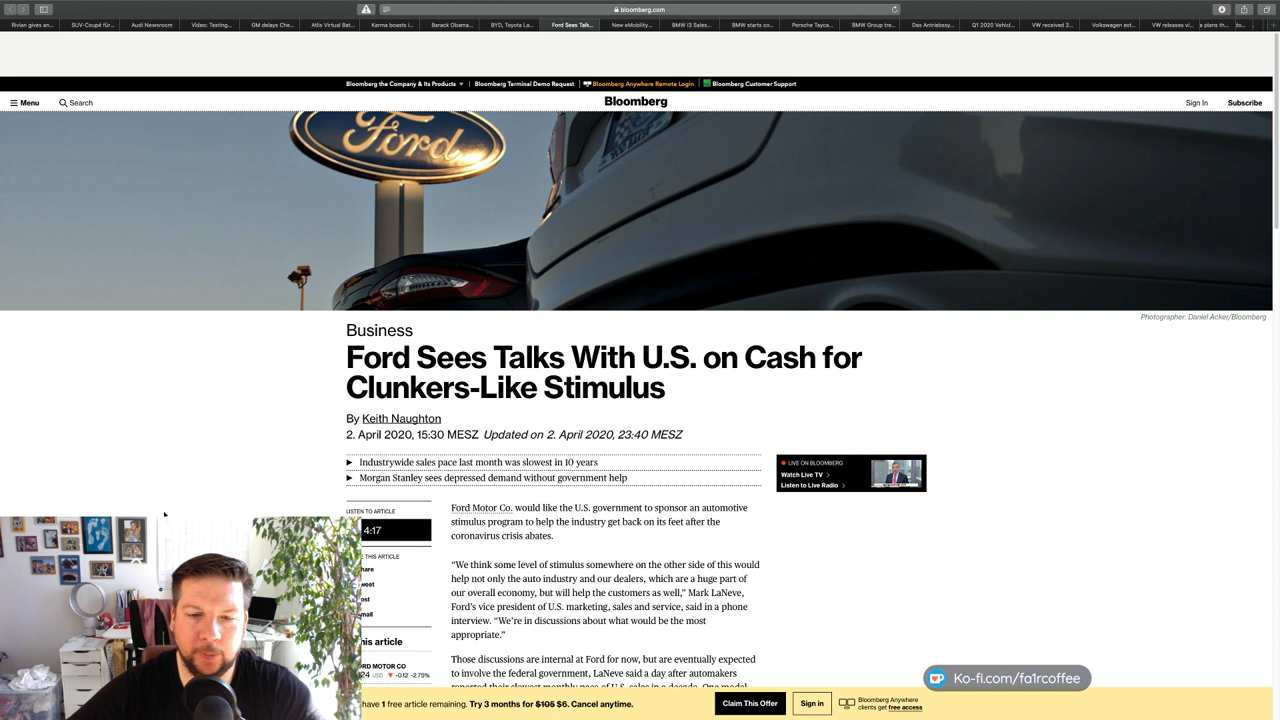 bloomberg.com
Rivian gives an...
SUV-Coupé für...
Audi Newsroom
Video: Testing...
GM delays Che...
Atlis Virtual Bat...
Karma boasts i...
Barack Obama...
BYD, Toyota La...
Ford Sees Talk...
New eMobility...
BMW i3 Sales...
BMW starts co...
Porsche Tayca...
BMW Group tre...
Das Antriebssy...
Q1 2020 Vehicl...
VW received 2...
Volkswagen ext...
VW releases vi...
Bloomberg the Company & Its Products
Bloomberg Terminal Demo Request
Bloomberg Anywhere Remote Login
Bloomberg Customer Support
Menu
Search
Bloomberg
Sign In
Subscribe
Ford
Photographer: Daniel Acker/Bloomberg
Business
Ford Sees Talks With U.S. on Cash for
Clunkers-Like Stimulus
By Keith Naughton
2. April 2020, 15:30 MESZ Updated on 2. April 2020, 23:40 MESZ
Industrywide sales pace last month was slowest in 10 years
Morgan Stanley sees depressed demand without government help
LIVE ON BLOOMBERG
Watch Live TV
Listen to Live Radio
LISTEN TO ARTICLE
4:17
THIS ARTICLE
Ford Motor Co. would like the U.S. government to sponsor an automotive
stimulus program to help the industry get back on its feet after the
coronavirus crisis abates.
“We think some level of stimulus somewhere on the other side of this would
help not only the auto industry and our dealers, which are a huge part of
our overall economy, but will help the customers as well,” Mark LaNeve,
Ford’s vice president of U.S. marketing, sales and service, said in a phone
interview. “We’re in discussions about what would be the most
appropriate.”
Those discussions are internal at Ford for now, but are eventually expected
to involve the federal government, LaNeve said a day after automakers
reported their slowest monthly pace of U.S. sales in a decade. One model
his article
RD MOTOR CO
24 USD ▼ -0.12 -2.79%
Ko-fi.com/fa1rcoffee
have 1 free article remaining. Try 3 months for $105 $6. Cancel anytime.
Claim This Offer
Sign in
Bloomberg Anywhere
clients get free access